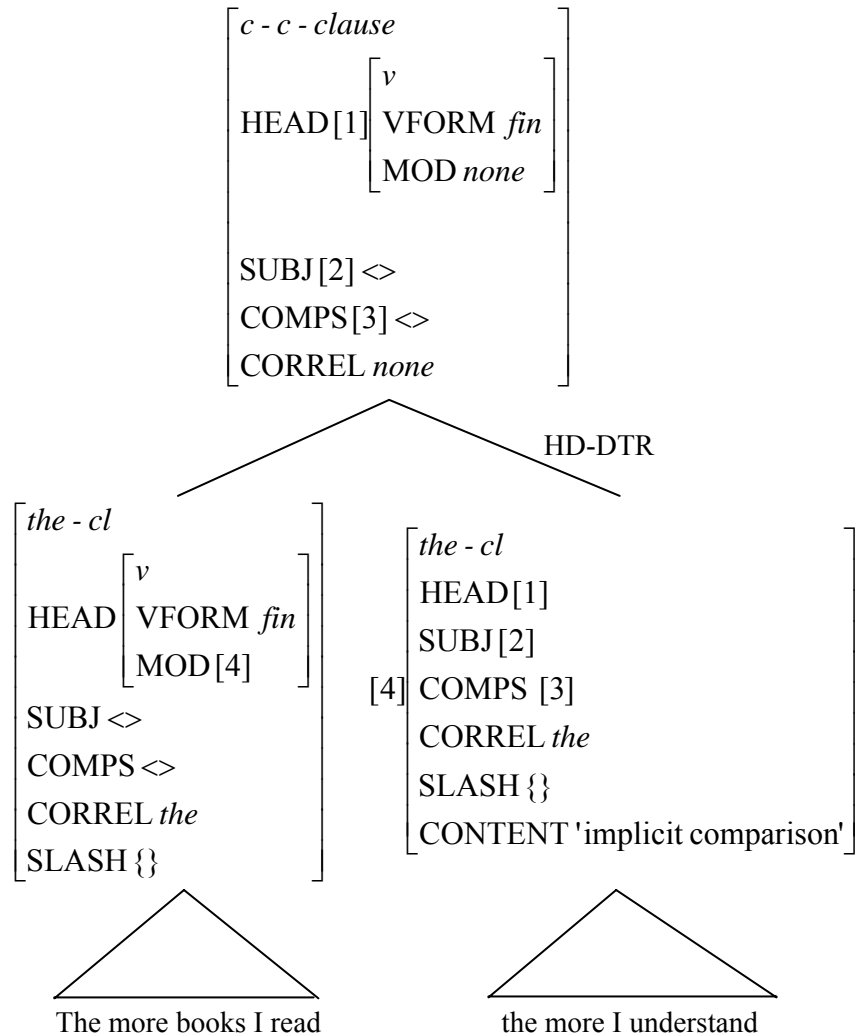 c - c - clause
v
HEAD [1] VFORM fin
MOD none
SUBJ [2] <>
COMPS [3] <>
CORREL none
HD-DTR
the - cl
v
HEAD VFORM fin
MOD [4]
SUBJ <>
COMPS <>
CORREL the
SLASH {}
the - cl
HEAD [1]
SUBJ [2]
[4] COMPS [3]
CORREL the
SLASH {}
CONTENT 'implicit comparison'
The more books I read
the more I understand